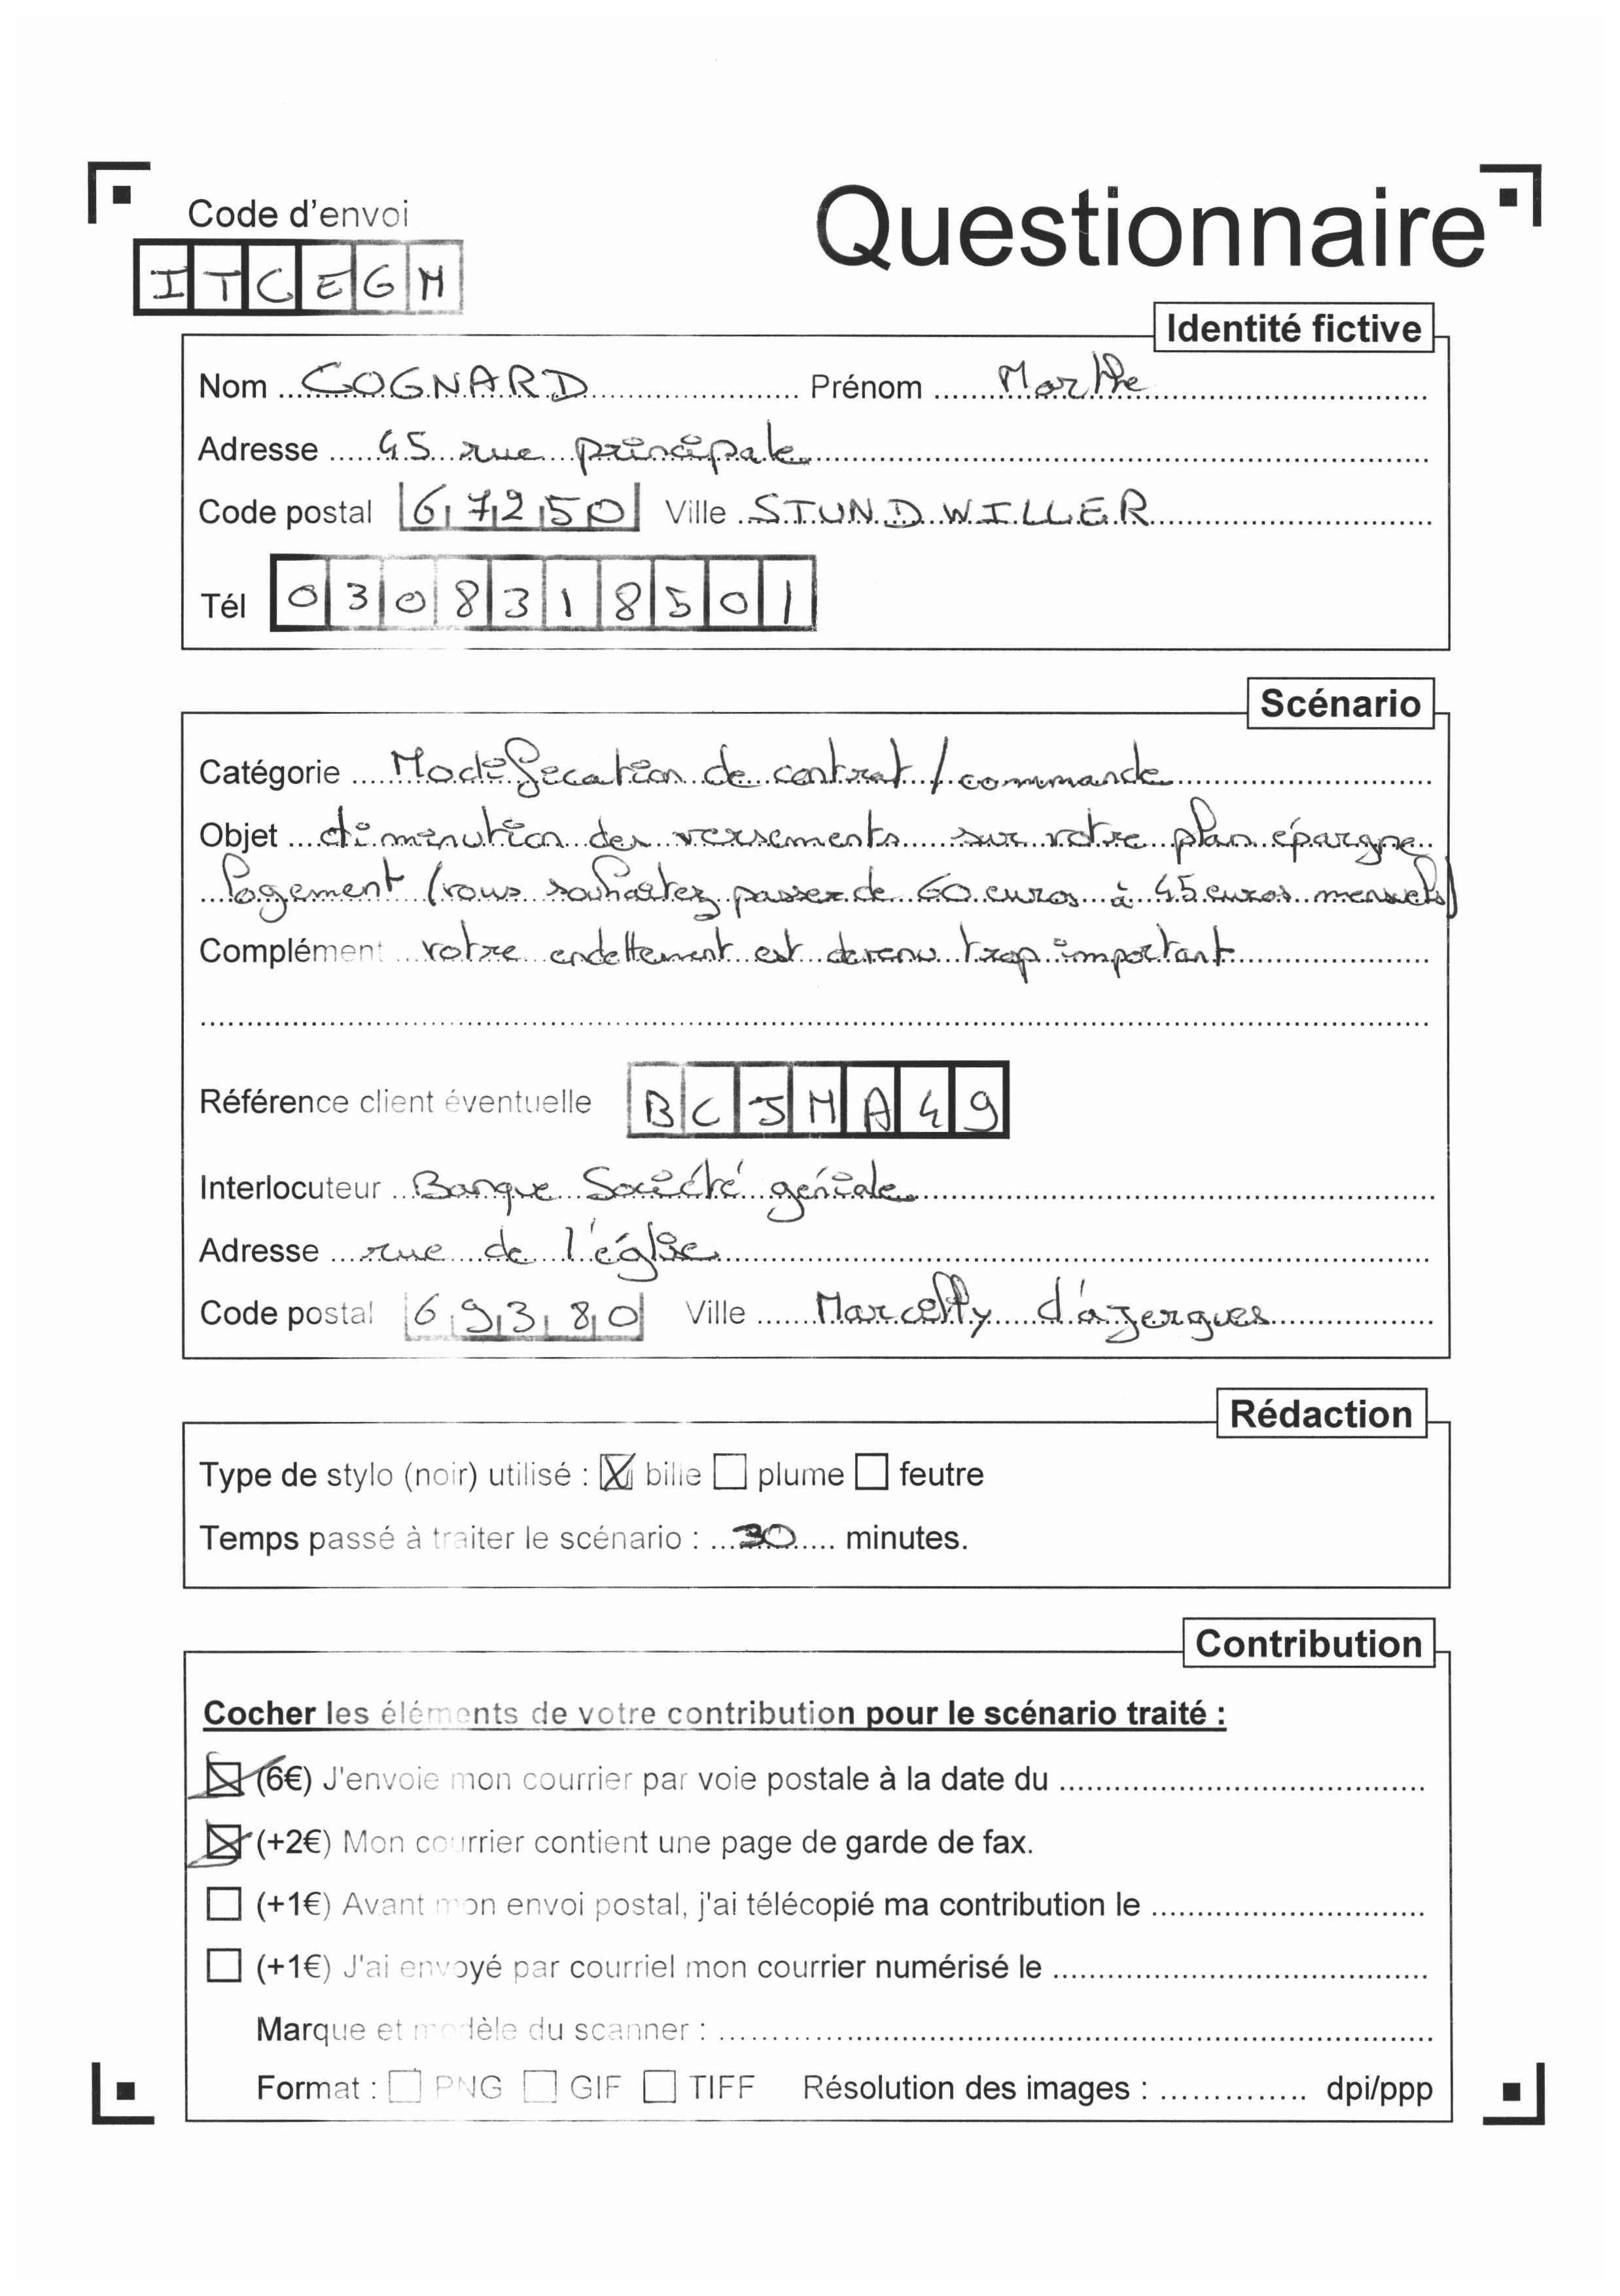 Code d'envoi
Questionnaire
ITCEGM
Identité fictive
Nom COGNARD Prénom Marthe
Adresse 45 rue principale
Code postal 67250 Ville STUNDWILLER
Tél 0308318501
Scénario
Catégorie Modification de contrat / commande
Objet diminution des versements sur votre plan épargne
logement (vous souhaitez passer de 60 euros à 45 euros mensuels)
Complément votre endettement est devenu trop important
Référence client éventuelle BCJMA49
Interlocuteur Banque Société géniale
Adresse rue de l'église
Code postal 69380 Ville Marcilly d'azergues
Rédaction
Type de stylo (noir) utilisé : bille plume feutre
Temps passé à traiter le scénario : 30 minutes.
Contribution
Cocher les éléments de votre contribution pour le scénario traité :
(6€) J'envoie mon courrier par voie postale à la date du
(+2€) Mon courrier contient une page de garde de fax.
(+1€) Avant mon envoi postal, j'ai télécopié ma contribution le
(+1€) J'ai envoyé par courriel mon courrier numérisé le
Marque et modèle du scanner :
Format : PNG GIF TIFF Résolution des images : dpi/ppp